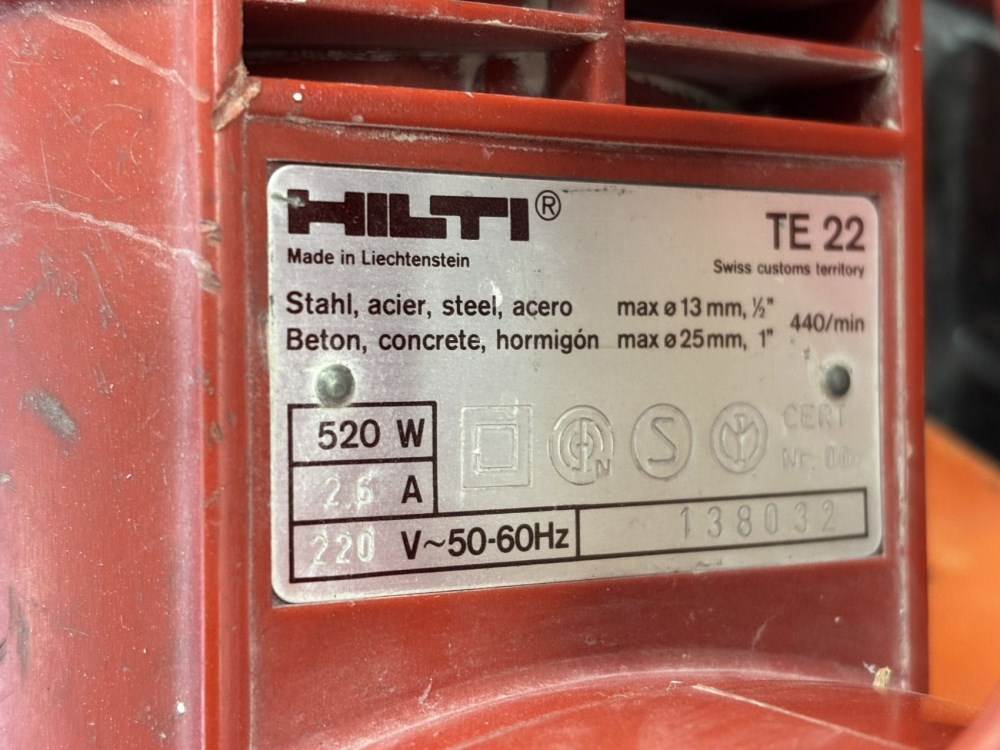 HILTI®
TE 22
Made in Liechtenstein
Swiss customs territory
Stahl, acier, steel, acero max ø 13 mm, ½"
Beton, concrete, hormigón max ø 25 mm, 1"
440/min
520 W
2.6 A
220 V~50-60Hz
N
S
CERT
Nr.
138032